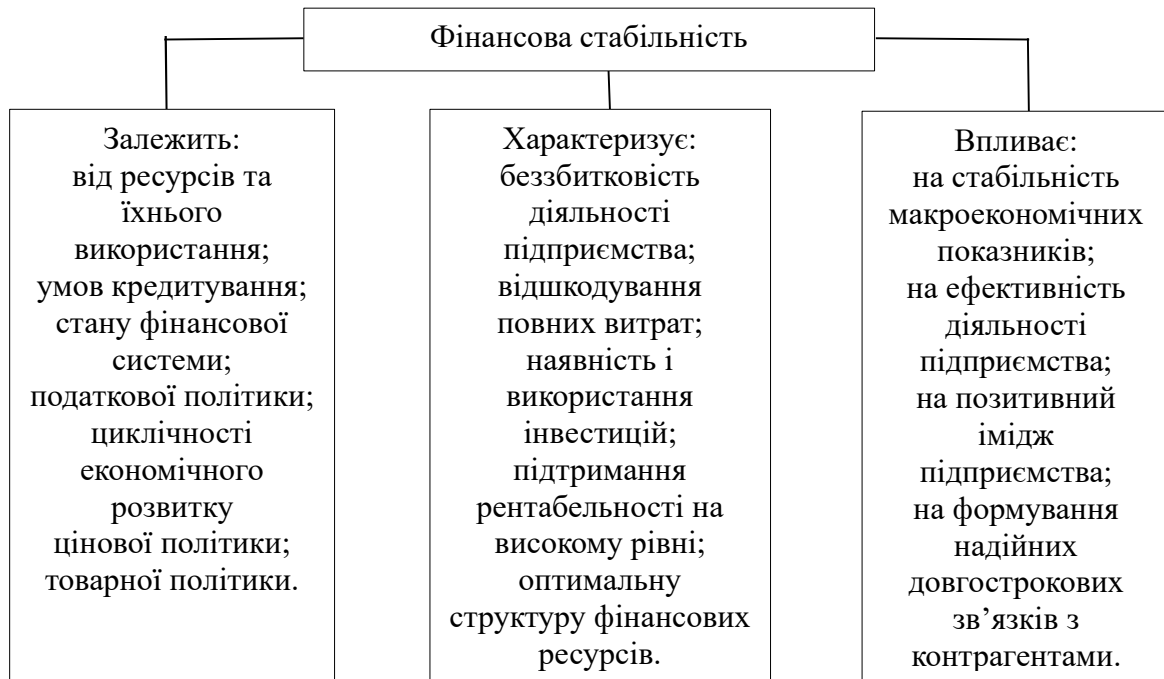 Фінансова стабільність
Залежить:
від ресурсів та
їхнього
використання;
умов кредитування;
стану фінансової
системи;
податкової політики;
циклічності
економічного
розвитку
цінової політики;
товарної політики.
Характеризує:
беззбитковість
діяльності
підприємства;
відшкодування
повних витрат;
наявність і
використання
інвестицій;
підтримання
рентабельності на
високому рівні;
оптимальну
структуру фінансових
ресурсів.
Впливає:
на стабільність
макроекономічних
показників;
на ефективність
діяльності
підприємства;
на позитивний
імідж
підприємства;
на формування
надійних
довгострокових
зв’язків з
контрагентами.